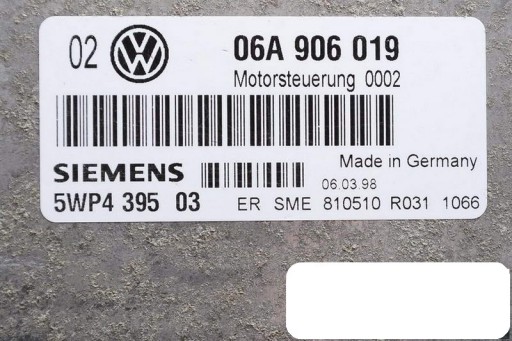 02 VW 06A 906 019
Motorsteuerung 0002
Made in Germany
SIEMENS
06.03.98
5WP4 395 03 ER SME 810510 R031 1066